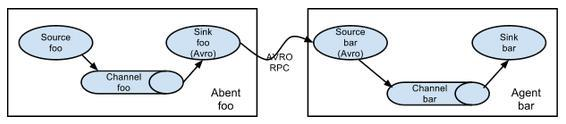 Source
foo
Sink
foo
(Avro)
Channel
foo
Abent
foo
AVRO
RPC
Source
bar
(Avro)
Sink
bar
Channel
bar
Agent
bar